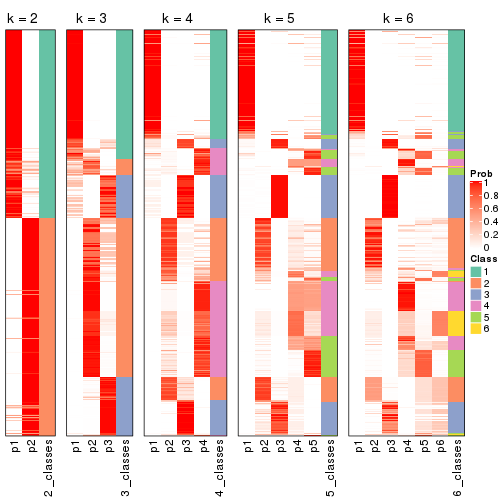 k = 2
k = 3
k = 4
k = 5
k = 6
p1
p2
2_classes
p1
p2
p3
3_classes
p1
p2
p3
p4
4_classes
p1
p2
p3
p4
p5
5_classes
p1
p2
p3
p4
p5
p6
6_classes
Prob
1
0.8
0.6
0.4
0.2
0
Class
1
2
3
4
5
6